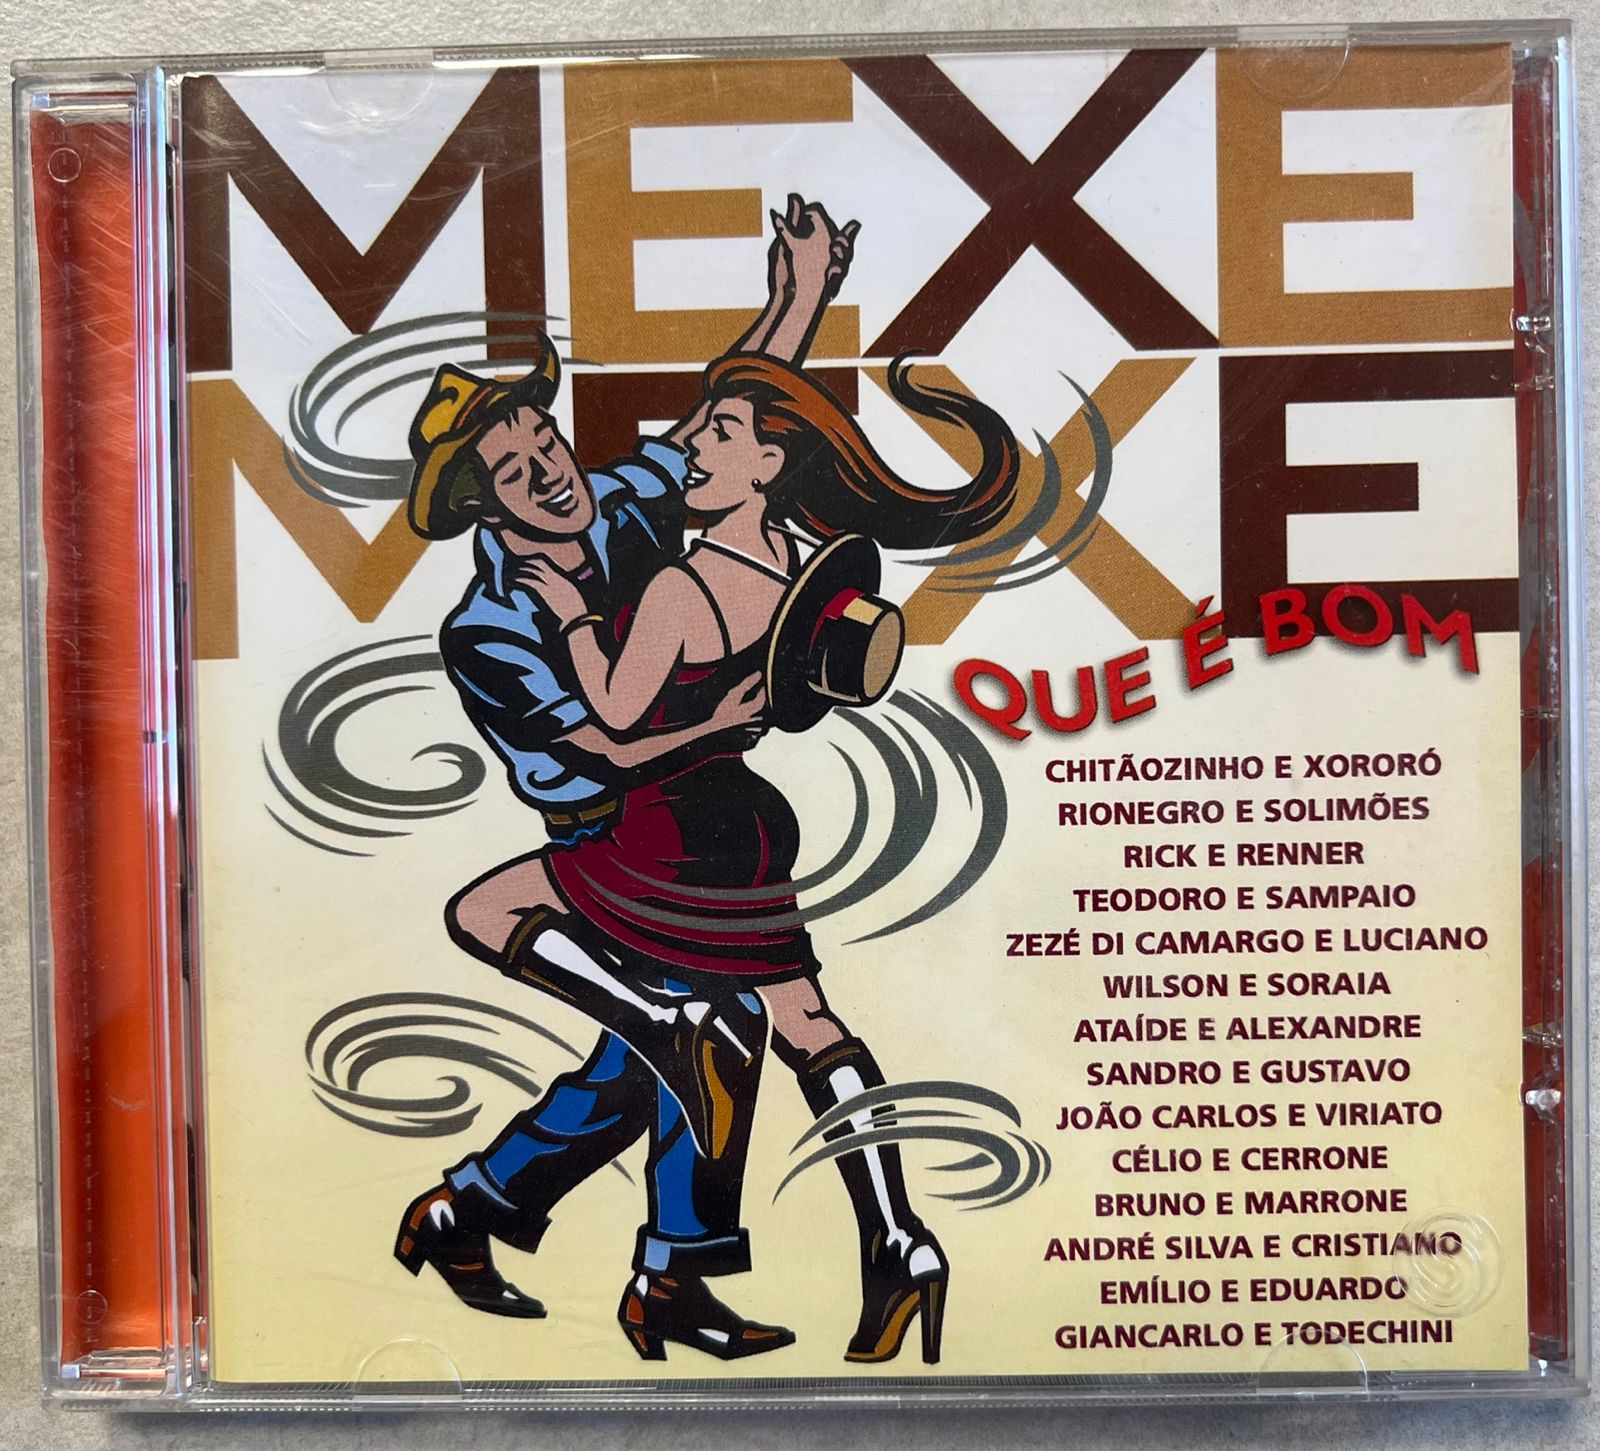 MEXE
MEXE
QUE É BOM
CHITÃOZINHO E XORORÓ
RIONEGRO E SOLIMÕES
RICK E RENNER
TEODORO E SAMPAIO
ZEZÉ DI CAMARGO E LUCIANO
WILSON E SORAIA
ATAÍDE E ALEXANDRE
SANDRO E GUSTAVO
JOÃO CARLOS E VIRIATO
CÉLIO E CERRONE
BRUNO E MARRONE
ANDRÉ SILVA E CRISTIANO
EMÍLIO E EDUARDO
GIANCARLO E TODECHINI